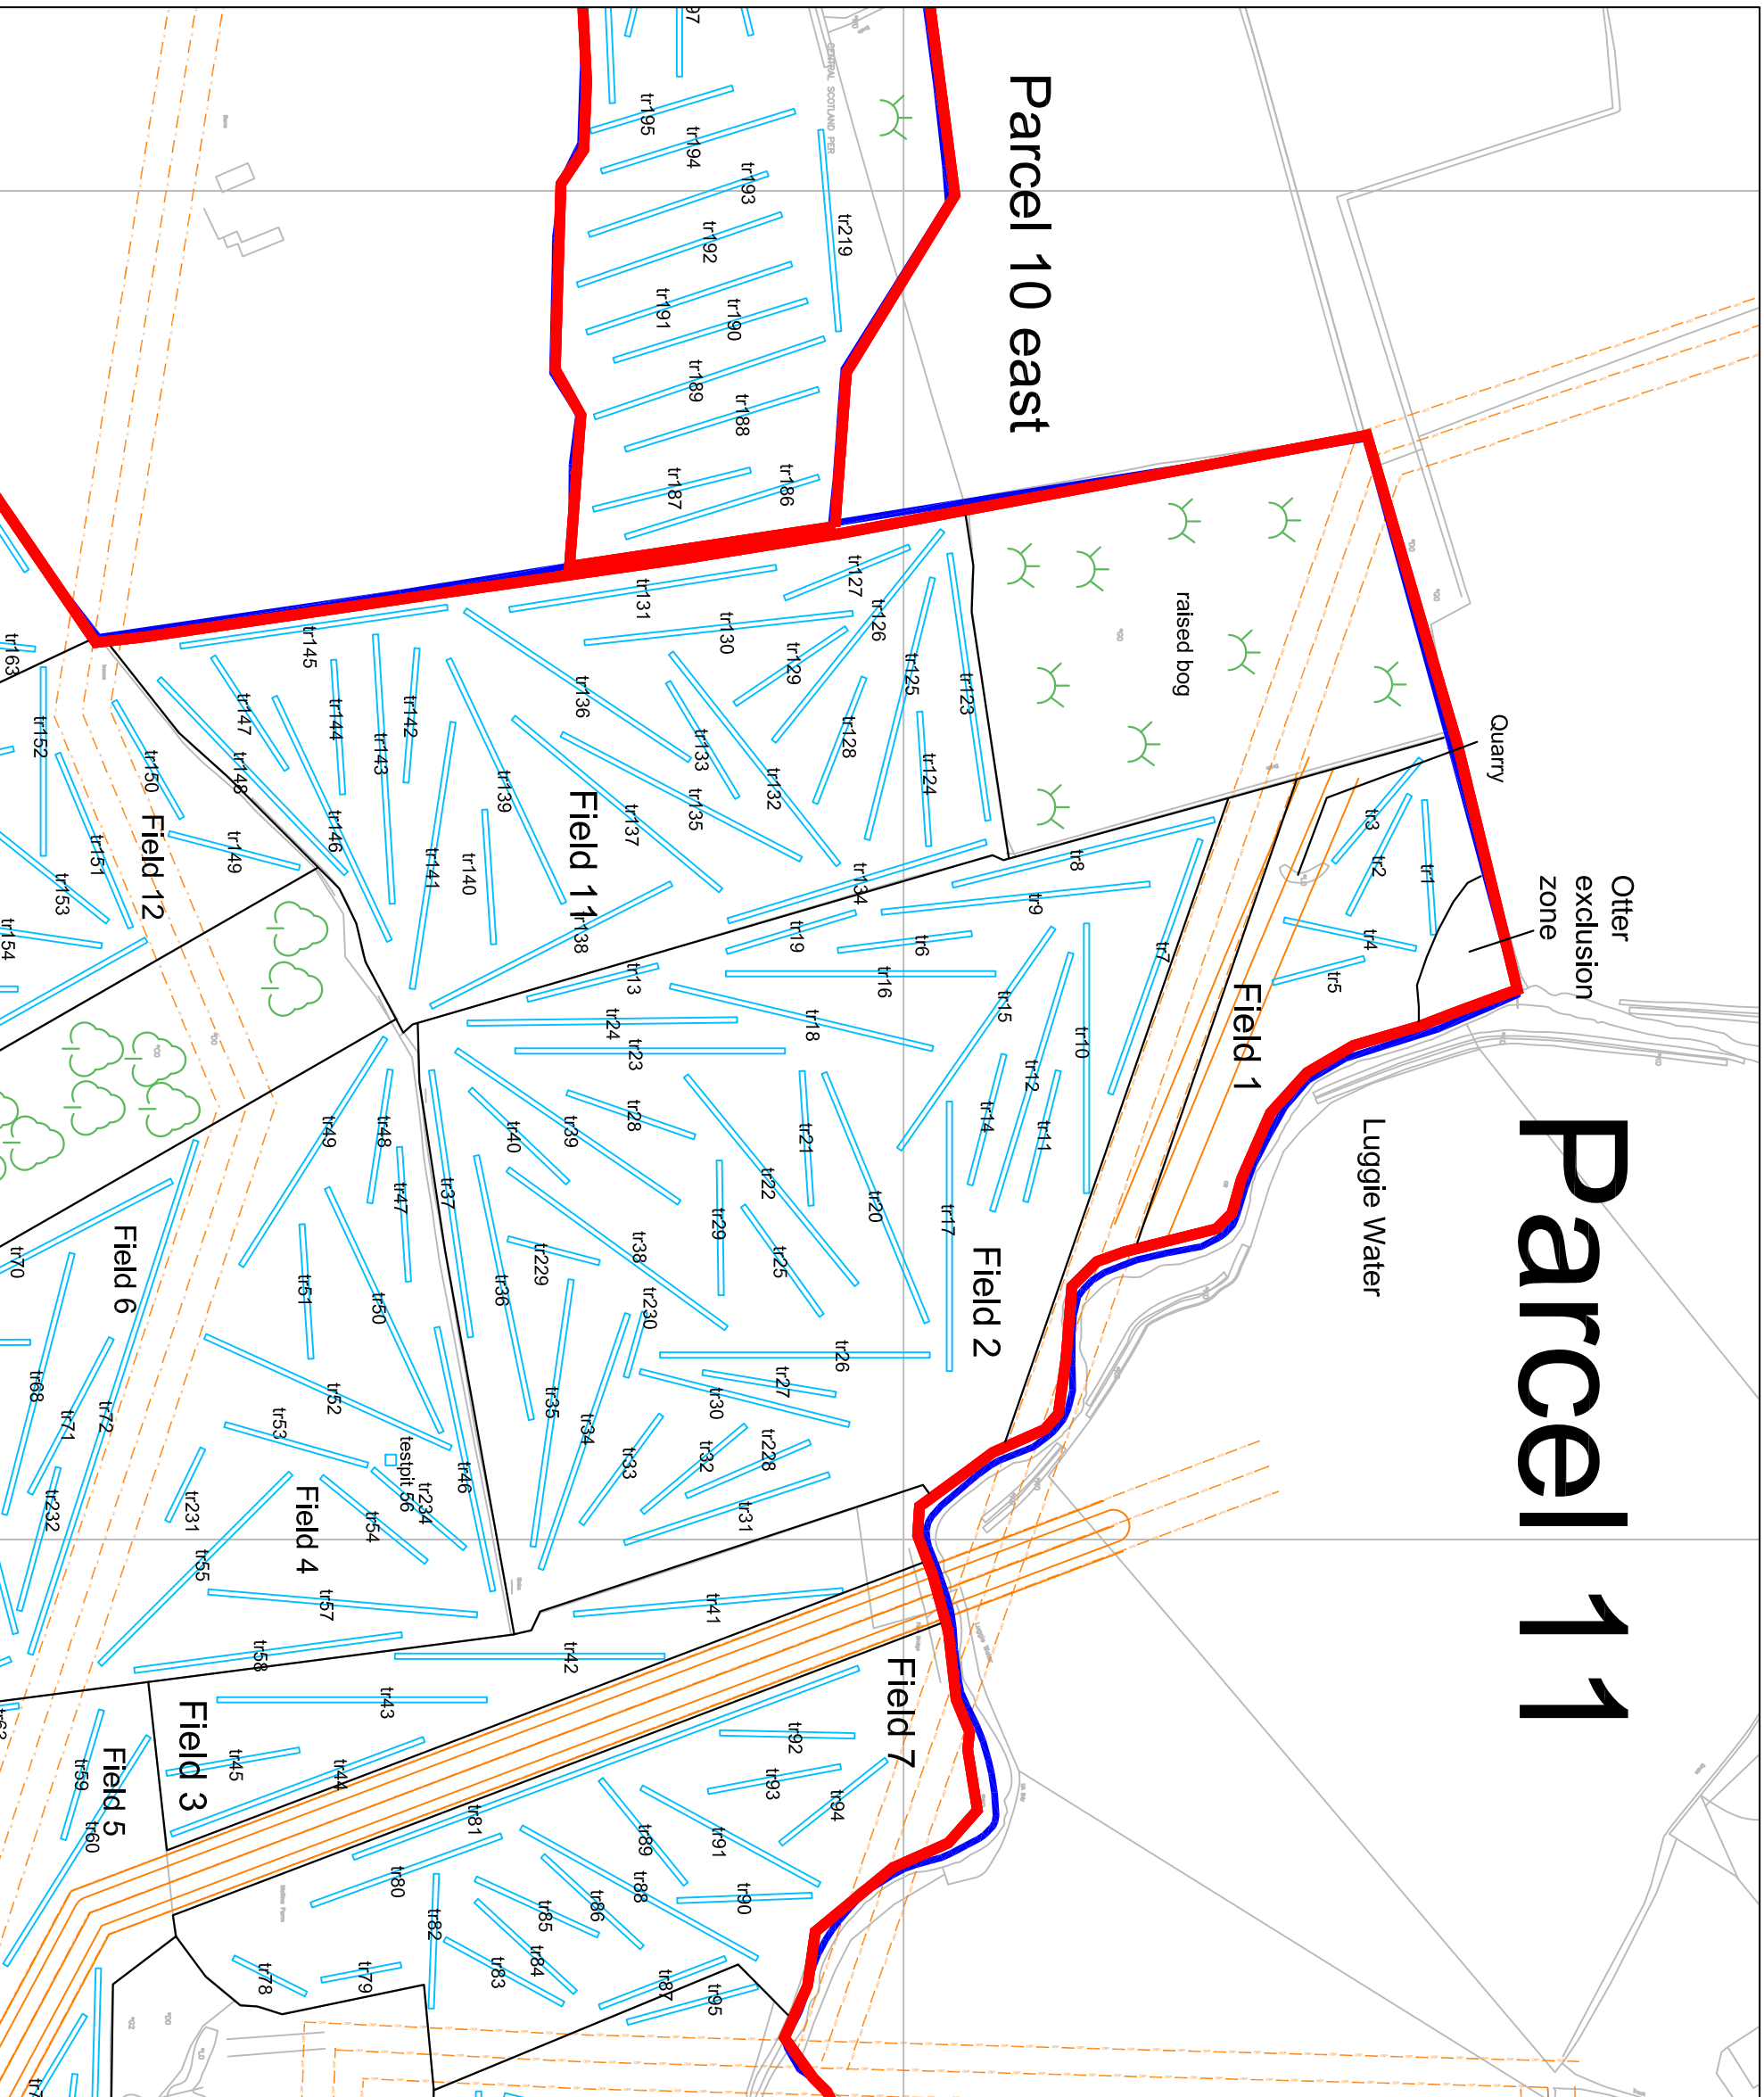 Parcel 11
Parcel 10 east
Otter
exclusion
zone
Quarry
Luggie Water
raised bog
CENTRAL SCOTLAND PER
Field 1
Field 2
Field 3
Field 4
Field 5
Field 6
Field 7
Field 11
Field 12
tr1
tr2
tr3
tr4
tr5
tr6
tr7
tr8
tr9
tr10
tr11
tr12
tr13
tr14
tr15
tr16
tr17
tr18
tr19
tr20
tr21
tr22
tr23
tr24
tr25
tr26
tr27
tr28
tr29
tr30
tr31
tr32
tr33
tr34
tr35
tr36
tr37
tr38
tr39
tr40
tr41
tr42
tr43
tr44
tr45
tr46
tr47
tr48
tr49
tr50
tr51
tr52
tr53
tr54
tr55
testpit 56
tr57
tr58
tr59
tr60
tr68
tr70
tr71
tr72
tr78
tr79
tr80
tr81
tr82
tr83
tr84
tr85
tr86
tr87
tr88
tr89
tr90
tr91
tr92
tr93
tr94
tr95
tr123
tr124
tr125
tr126
tr127
tr128
tr129
tr130
tr131
tr132
tr133
tr134
tr135
tr136
tr137
tr138
tr139
tr140
tr141
tr142
tr143
tr144
tr145
tr146
tr147
tr148
tr149
tr150
tr151
tr152
tr153
tr154
tr163
tr186
tr187
tr188
tr189
tr190
tr191
tr192
tr193
tr194
tr195
tr219
tr228
tr229
tr230
tr231
tr232
tr234